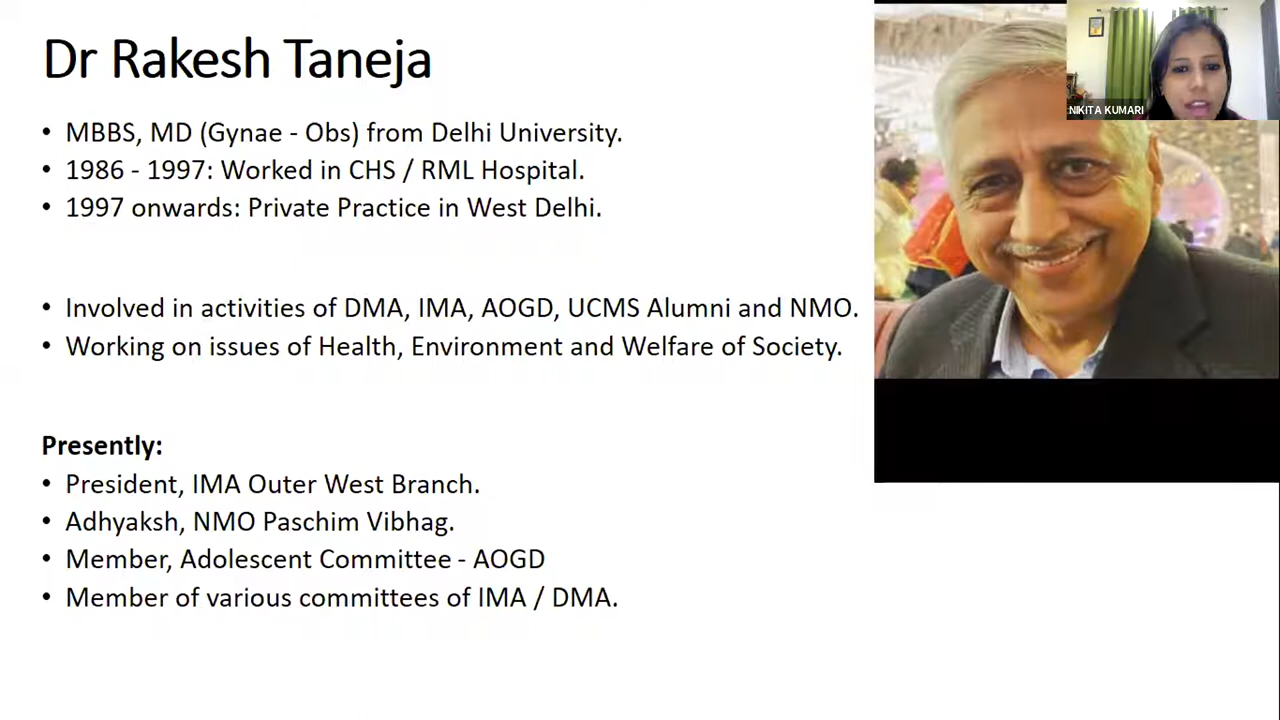 Dr Rakesh Taneja
• MBBS, MD (Gynae - Obs) from Delhi University.
• 1986 - 1997: Worked in CHS / RML Hospital.
• 1997 onwards: Private Practice in West Delhi.
• Involved in activities of DMA, IMA, AOGD, UCMS Alumni and NMO.
• Working on issues of Health, Environment and Welfare of Society.
Presently:
• President, IMA Outer West Branch.
• Adhyaksh, NMO Paschim Vibhag.
• Member, Adolescent Committee - AOGD
• Member of various committees of IMA / DMA.
NIKITA KUMARI